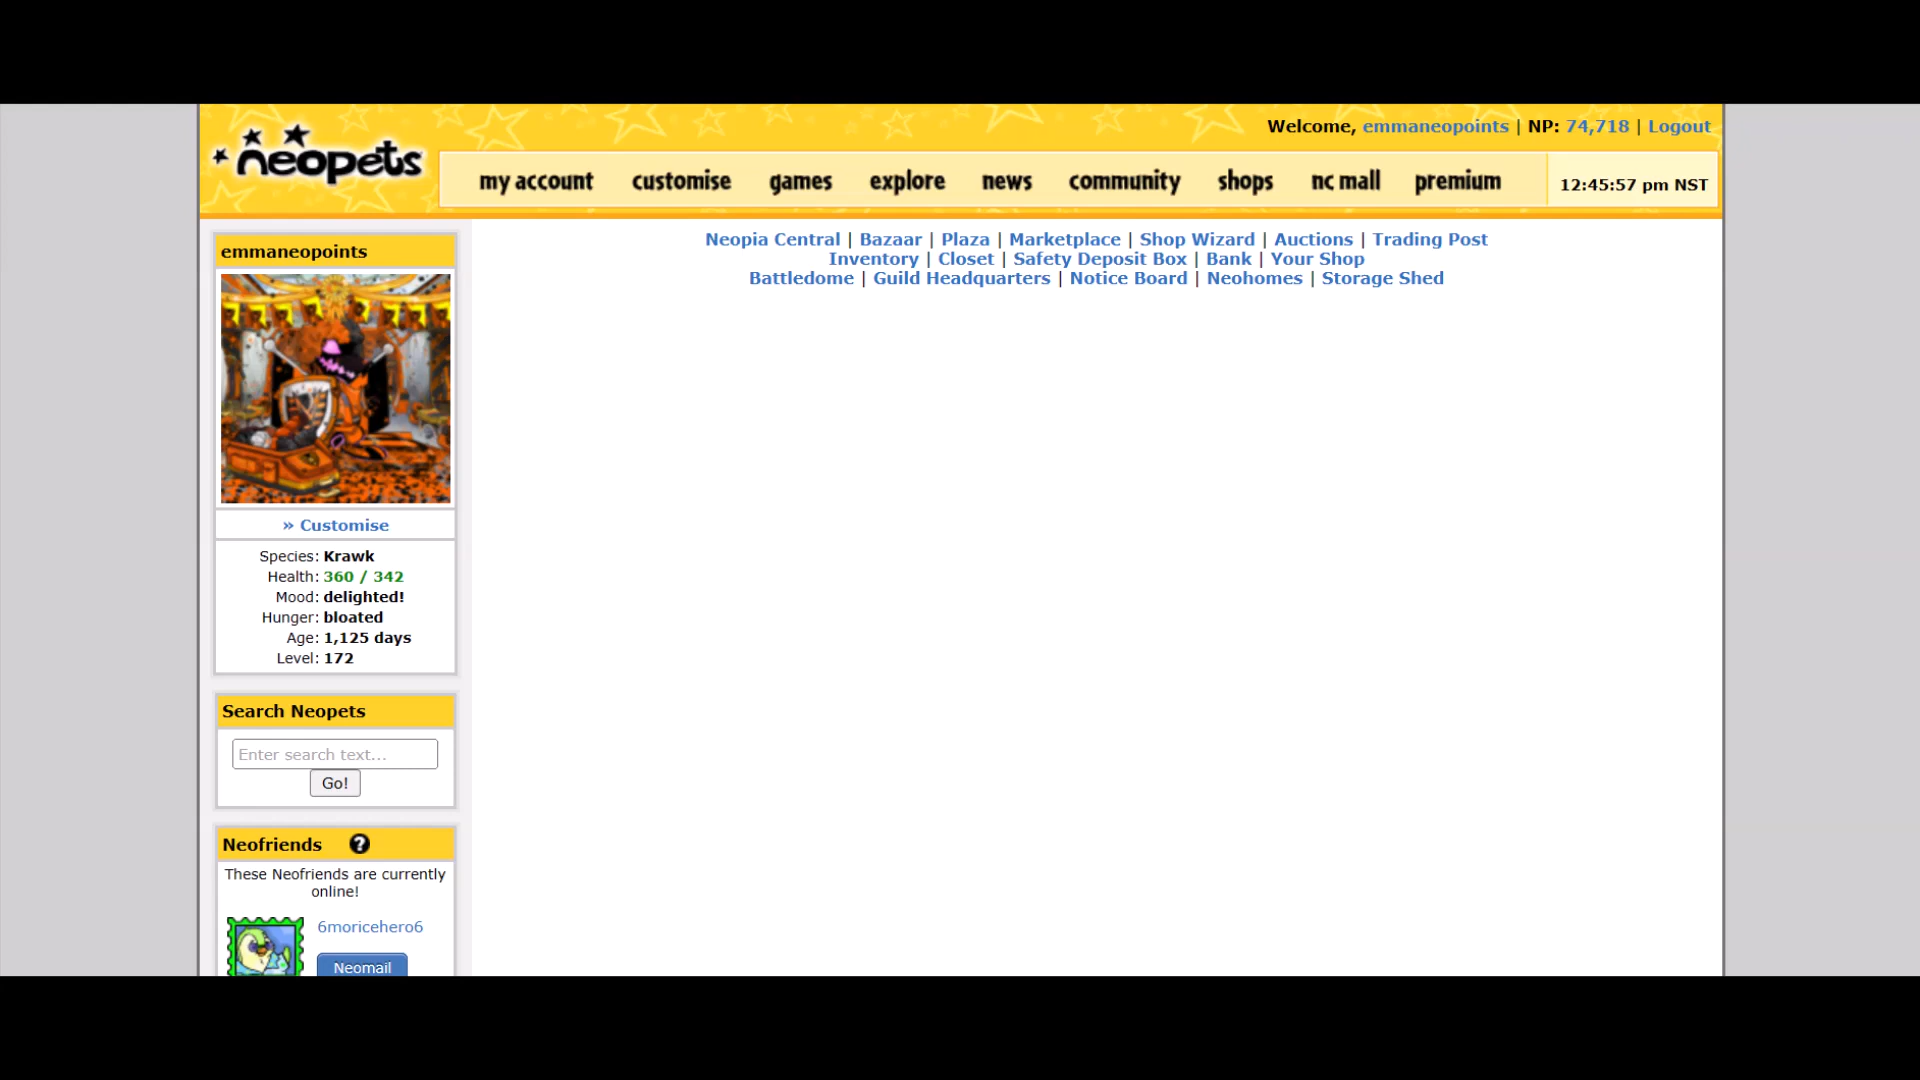 neopets
Welcome, emmaneopoints | NP: 74,718 | Logout
my account customise games explore news community shops nc mall premium
12:45:57 pm NST
Neopia Central | Bazaar | Plaza | Marketplace | Shop Wizard | Auctions | Trading Post
Inventory | Closet | Safety Deposit Box | Bank | Your Shop
Battledome | Guild Headquarters | Notice Board | Neohomes | Storage Shed
emmaneopoints
» Customise
Species: Krawk
Health: 360 / 342
Mood: delighted!
Hunger: bloated
Age: 1,125 days
Level: 172
Search Neopets
Enter search text...
Go!
Neofriends ?
These Neofriends are currently
online!
6moricehero6
Neomail